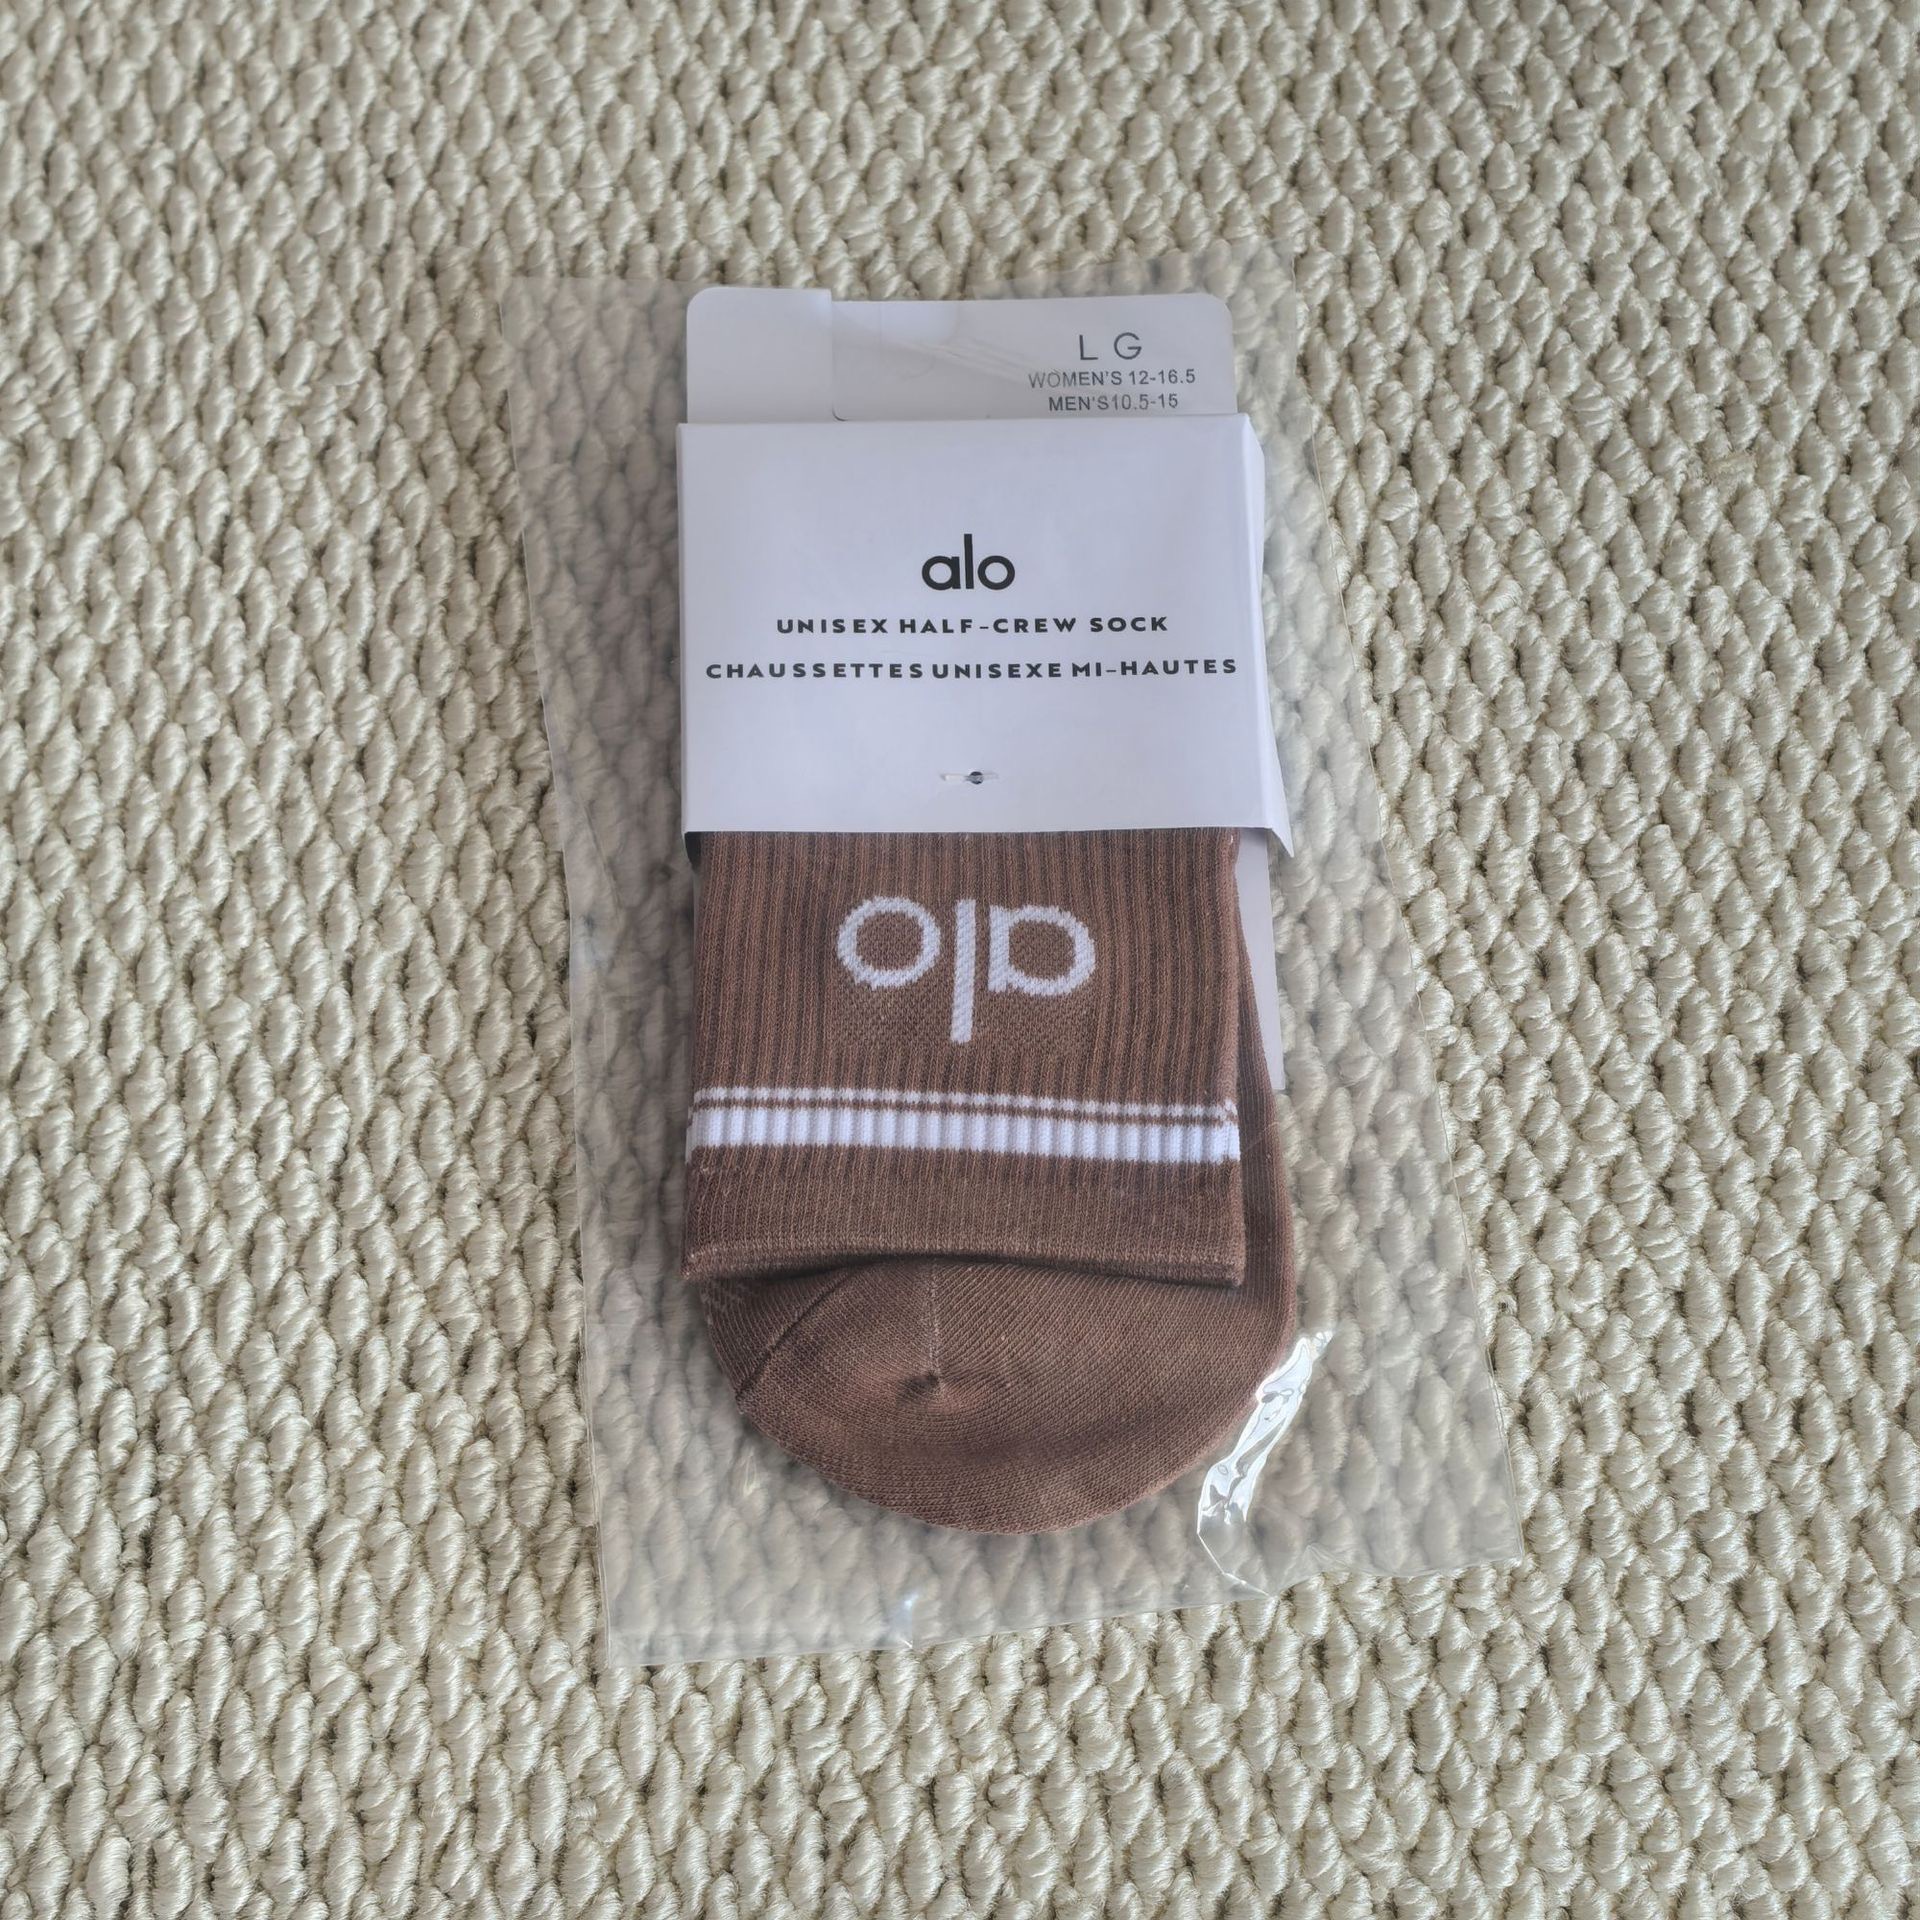 L G
WOMEN'S 12-16.5
MEN'S10.5-15
alo
UNISEX HALF-CREW SOCK
CHAUSSETTES UNISEXE MI-HAUTES
alo